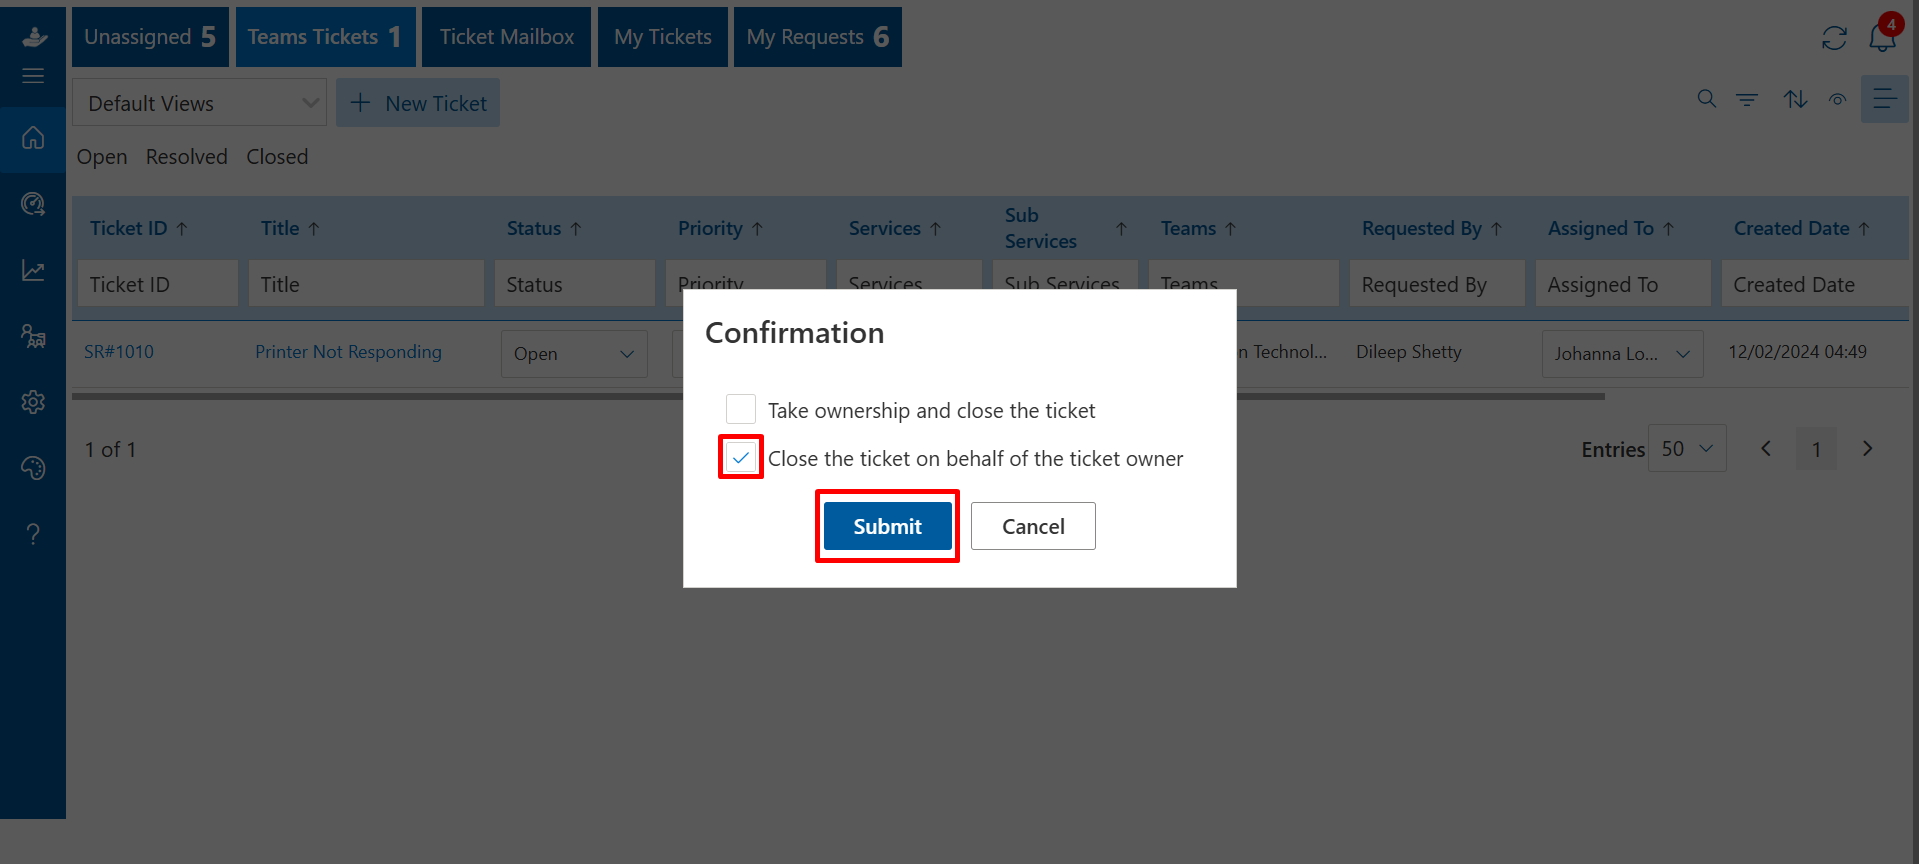 Unassigned 5 Teams Tickets 1 Ticket Mailbox My Tickets My Requests 6 4
Default Views New Ticket
Open Resolved Closed
Ticket ID Title Status Priority Services Sub Services Teams Requested By Assigned To Created Date
Ticket ID Title Status Priority Services Sub Services Teams Requested By Assigned To Created Date
SR#1010 Printer Not Responding Open n Technol... Dileep Shetty Johanna Lo... 12/02/2024 04:49
1 of 1 Entries 50 1
Confirmation
Take ownership and close the ticket
Close the ticket on behalf of the ticket owner
Submit Cancel